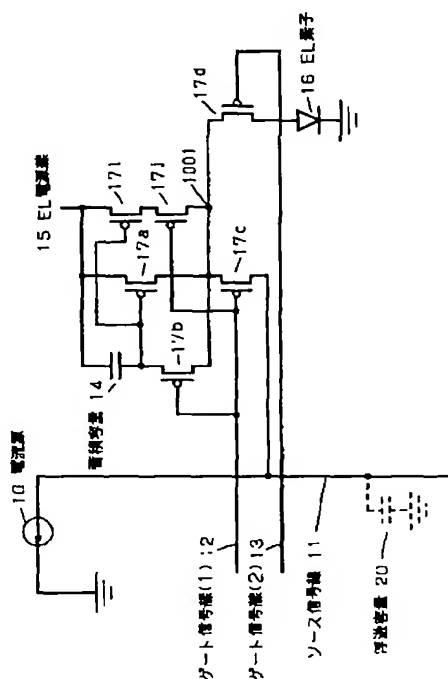 10 電流源
15 EL電源線
蓄積容量 14
17i
17a
17j
17b
1001
17c
17d
16 EL素子
ゲート信号線(1) 12
ゲート信号線(2) 13
ソース信号線 11
浮遊容量 20